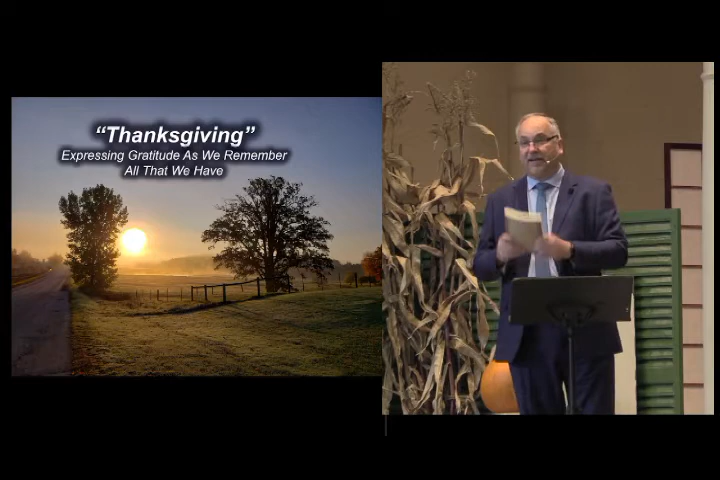 “Thanksgiving”
Expressing Gratitude As We Remember
All That We Have